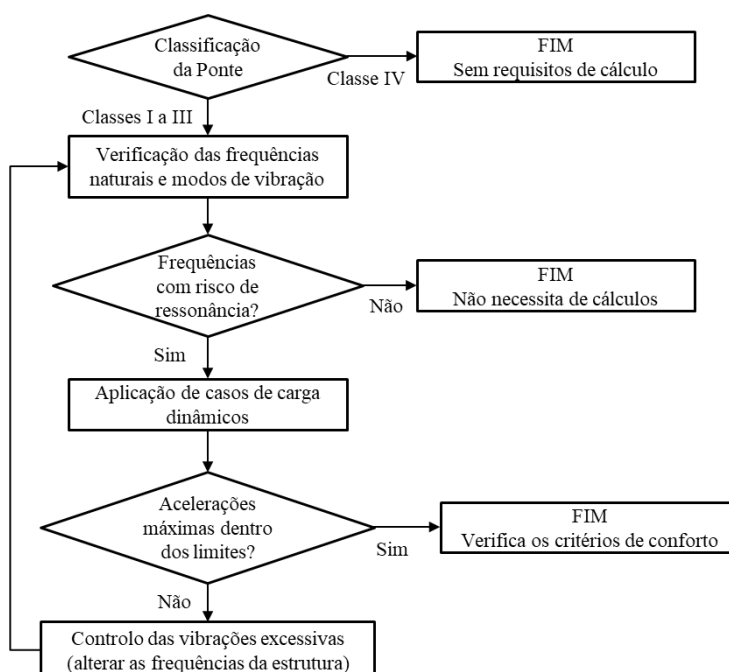 Classificação
da Ponte
Classe IV
FIM
Sem requisitos de cálculo
Classes I a III
Verificação das frequências
naturais e modos de vibração
Frequências
com risco de
ressonância?
Não
FIM
Não necessita de cálculos
Sim
Aplicação de casos de carga
dinâmicos
Acelerações
máximas dentro
dos limites?
Sim
FIM
Verifica os critérios de conforto
Não
Controlo das vibrações excessivas
(alterar as frequências da estrutura)